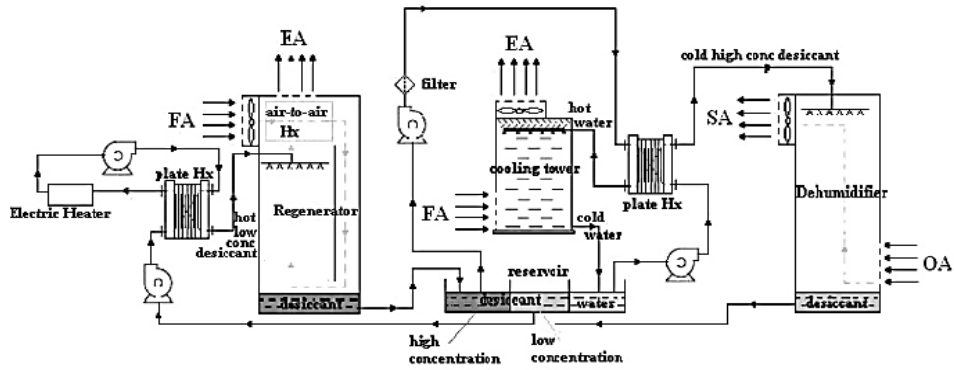 EA
EA
filter
cold high conc desiccant
FA
air-to-air
Hx
hot
water
SA
cooling tower
plate Hx
Electric Heater
Regenerator
hot
low
conc
desiccant
FA
plate Hx
Dehumidifier
cold
water
OA
reservoir
desiccant
desiccant
water
desiccant
high
concentration
low
concentration